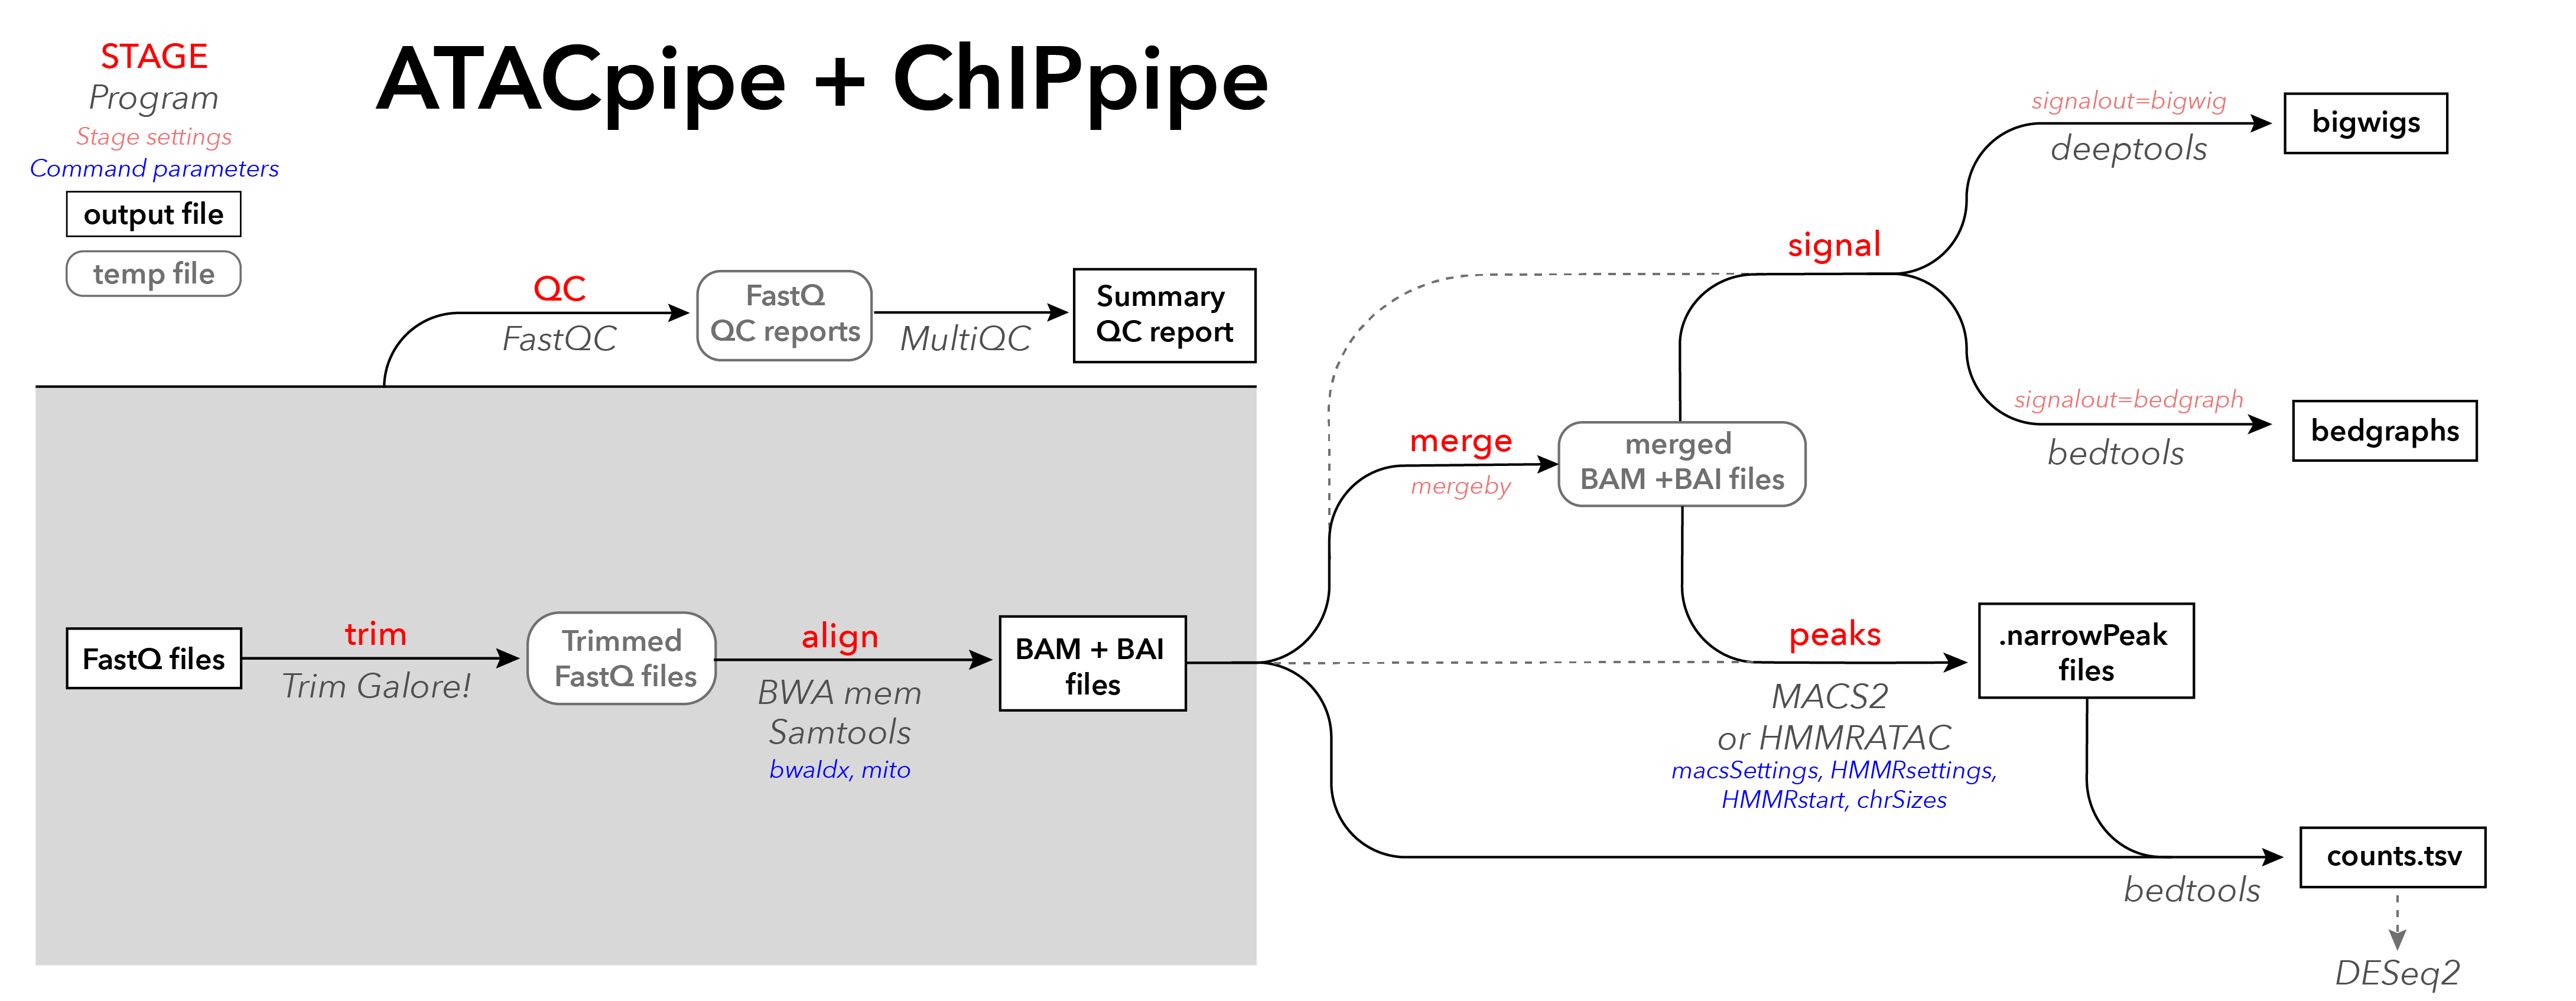 STAGE
Program
Stage settings
Command parameters
output file
temp file
ATACpipe + ChIPpipe
QC
FastQC
FastQ
QC reports
MultiQC
Summary
QC report
FastQ files
trim
Trim Galore!
Trimmed
FastQ files
align
BWA mem
Samtools
bwaIdx, mito
BAM + BAI
files
merge
mergeby
merged
BAM +BAI files
signal
signalout=bigwig
deeptools
bigwigs
signalout=bedgraph
bedtools
bedgraphs
peaks
MACS2
or HMMRATAC
macsSettings, HMMRsettings,
HMMRstart, chrSizes
.narrowPeak
files
bedtools
counts.tsv
DESeq2